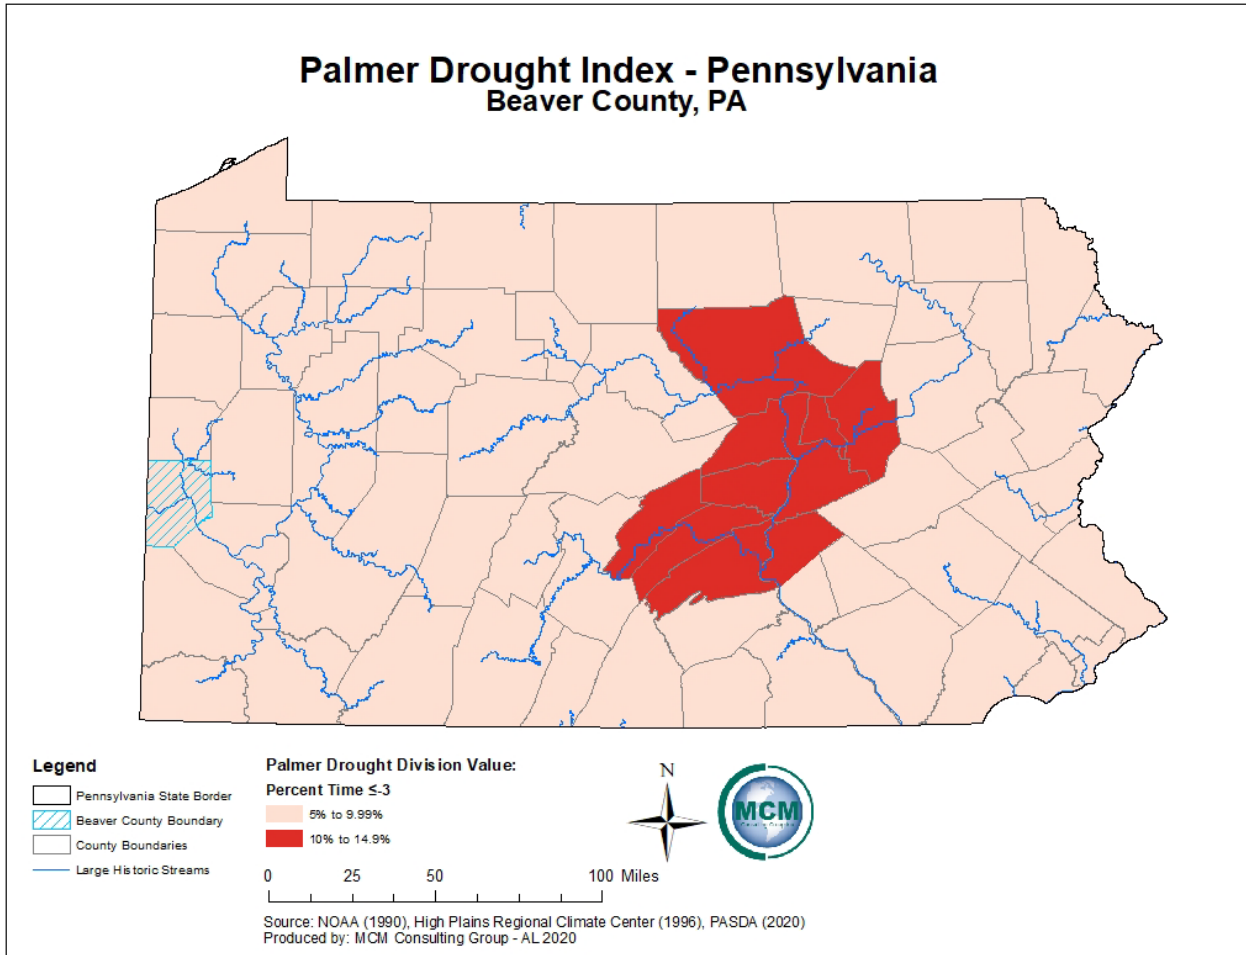 Palmer Drought Index - Pennsylvania
Beaver County, PA
Legend
Pennsylvania State Border
Beaver County Boundary
County Boundaries
Large Historic Streams
Palmer Drought Division Value:
Percent Time ≤-3
5% to 9.99%
10% to 14.9%
0 25 50 100 Miles
N
MCM
Source: NOAA (1990), High Plains Regional Climate Center (1996), PASDA (2020)
Produced by: MCM Consulting Group - AL 2020